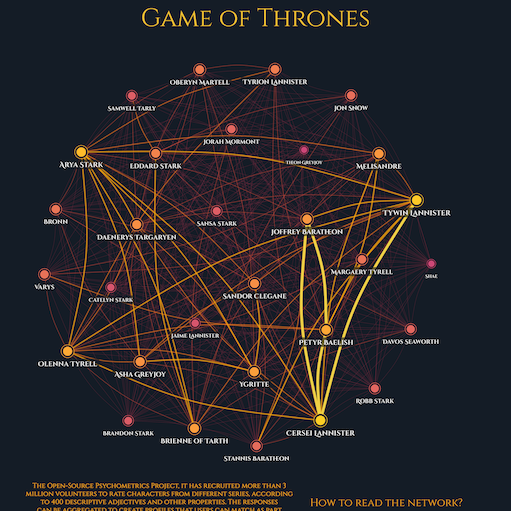 Game of Thrones
Oberyn Martell
Tyrion Lannister
Samwell Tarly
Jon Snow
Jorah Mormont
Theon Greyjoy
Arya Stark
Eddard Stark
Melisandre
Tywin Lannister
Bronn
Sansa Stark
Daenerys Targaryen
Joffrey Baratheon
Margaery Tyrell
Shae
Varys
Catelyn Stark
Sandor Clegane
Jaime Lannister
Petyr Baelish
Davos Seaworth
Olenna Tyrell
Asha Greyjoy
Ygritte
Robb Stark
Brandon Stark
Brienne of Tarth
Cersei Lannister
Stannis Baratheon
The Open-Source Psychometrics Project, it has recruited more than 3
million volunteers to rate characters from different series, according
to 400 descriptive adjectives and other properties. The responses
can be aggregated to create profiles that users can match as part
How to read the network?